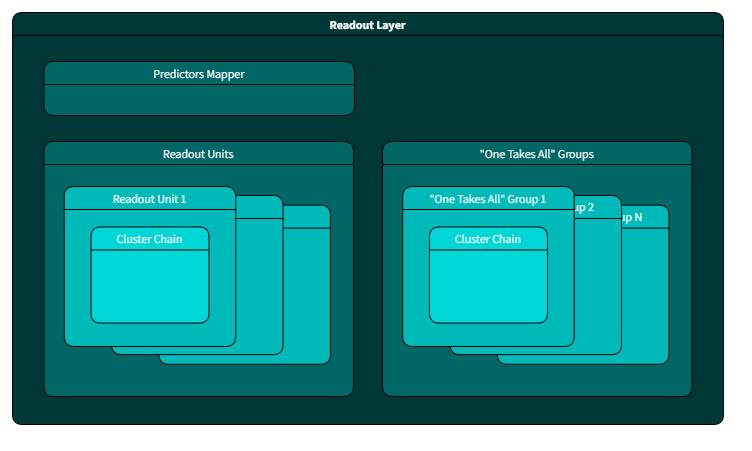 Readout Layer
Predictors Mapper
Readout Units
"One Takes All" Groups
Readout Unit 1
"One Takes All" Group 1
up 2
up N
Cluster Chain
Cluster Chain